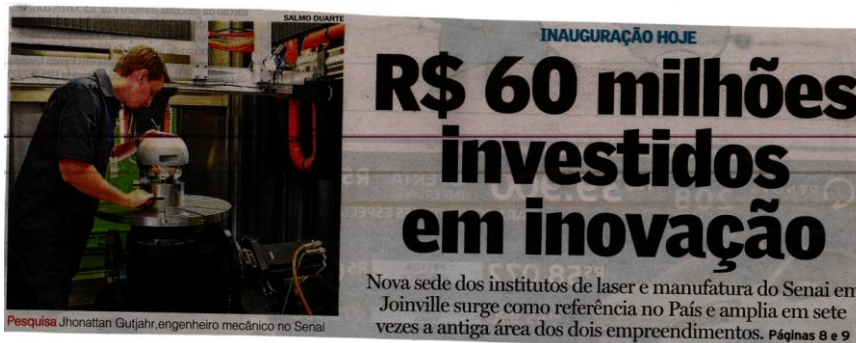 SALMO DUARTE
Pesquisa Jhonattan Gutjahr,engenheiro mecânico no Senai
INAUGURAÇÃO HOJE
R$ 60 milhões
investidos
em inovação
Nova sede dos institutos de laser e manufatura do Senai em
Joinville surge como referência no País e amplia em sete
vezes a antiga área dos dois empreendimentos. Páginas 8 e 9